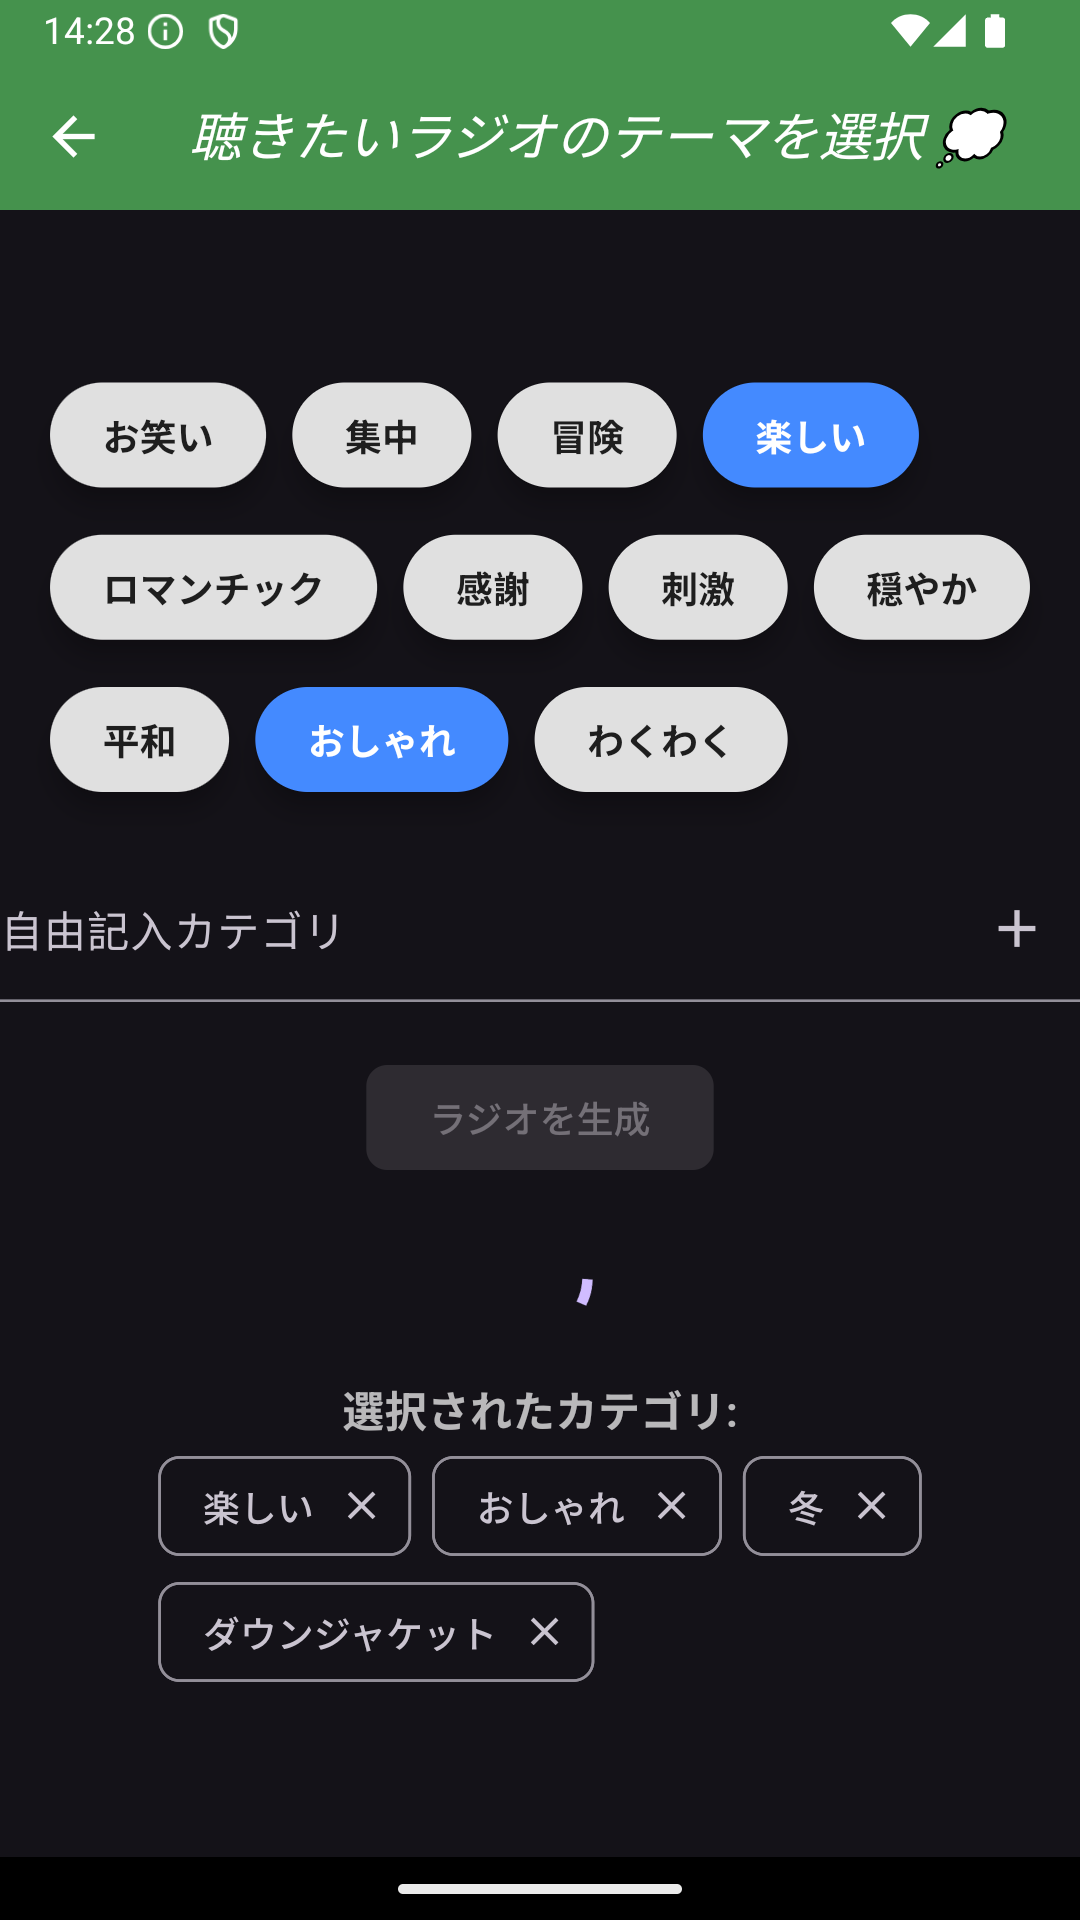 14:28
聴きたいラジオのテーマを選択💭
お笑い 集中 冒険 楽しい
ロマンチック 感謝 刺激 穏やか
平和 おしゃれ わくわく
自由記入カテゴリ
ラジオを生成
選択されたカテゴリ:
楽しい おしゃれ 冬
ダウンジャケット